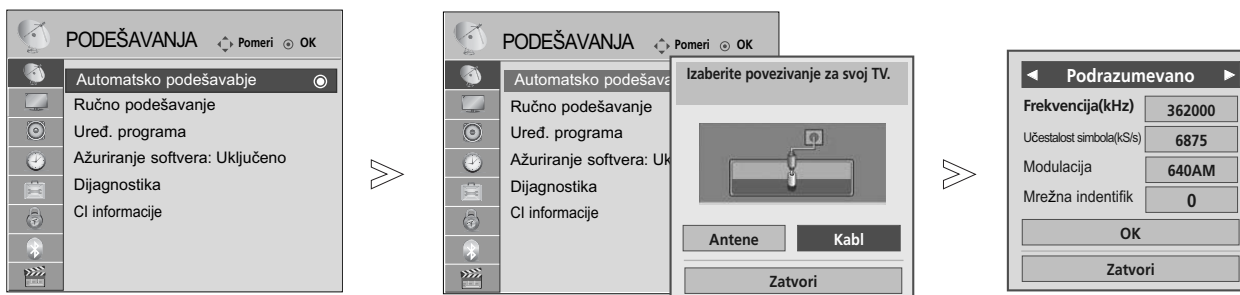 PODEŠAVANJA Pomeri OK
Automatsko podešavabje
Ručno podešavanje
Uređ. programa
Ažuriranje softvera: Uključeno
Dijagnostika
CI informacije
PODEŠAVANJA Pomeri OK
Automatsko podešava
Ručno podešavanje
Uređ. programa
Ažuriranje softvera: Uk
Dijagnostika
CI informacije
Izaberite povezivanje za svoj TV.
Antene Kabl
Zatvori
Podrazumevano
Frekvencija(kHz) 362000
Učestalost simbola(kS/s) 6875
Modulacija 640AM
Mrežna indentifik 0
OK
Zatvori